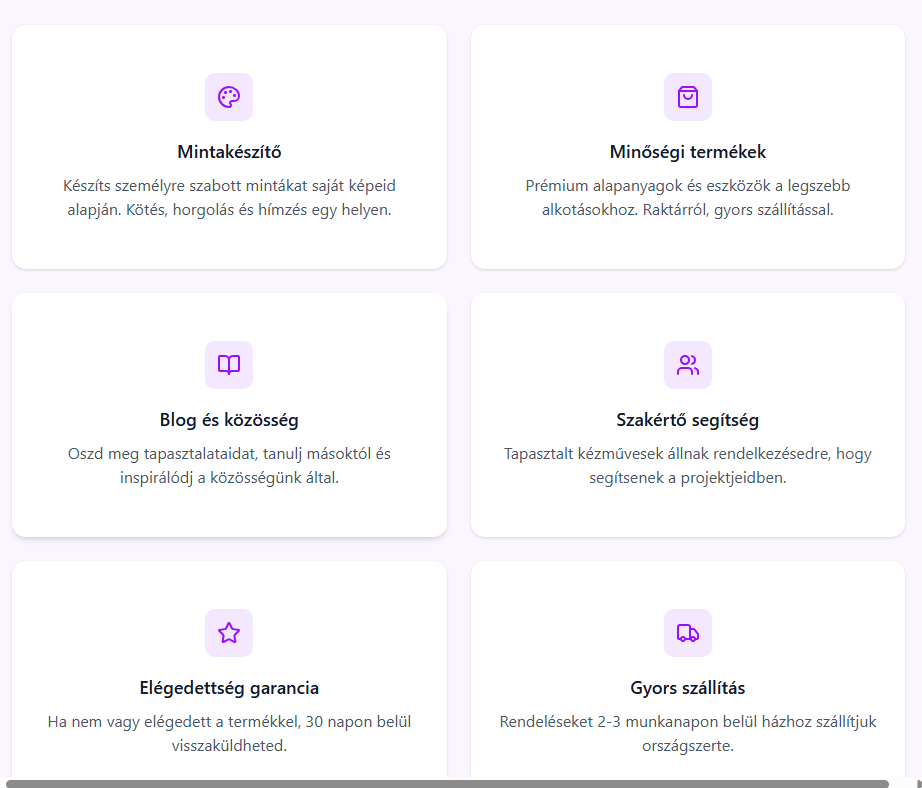 Mintakészítő
Készíts személyre szabott mintákat saját képeid
alapján. Kötés, horgolás és hímzés egy helyen.
Minőségi termékek
Prémium alapanyagok és eszközök a legszebb
alkotásokhoz. Raktárról, gyors szállítással.
Blog és közösség
Oszd meg tapasztalataidat, tanulj másoktól és
inspirálódj a közösségünk által.
Szakértő segítség
Tapasztalt kézművesek állnak rendelkezésedre, hogy
segítsenek a projektjeidben.
Elégedettség garancia
Ha nem vagy elégedett a termékkel, 30 napon belül
visszaküldheted.
Gyors szállítás
Rendeléseket 2-3 munkanapon belül házhoz szállítjuk
országszerte.